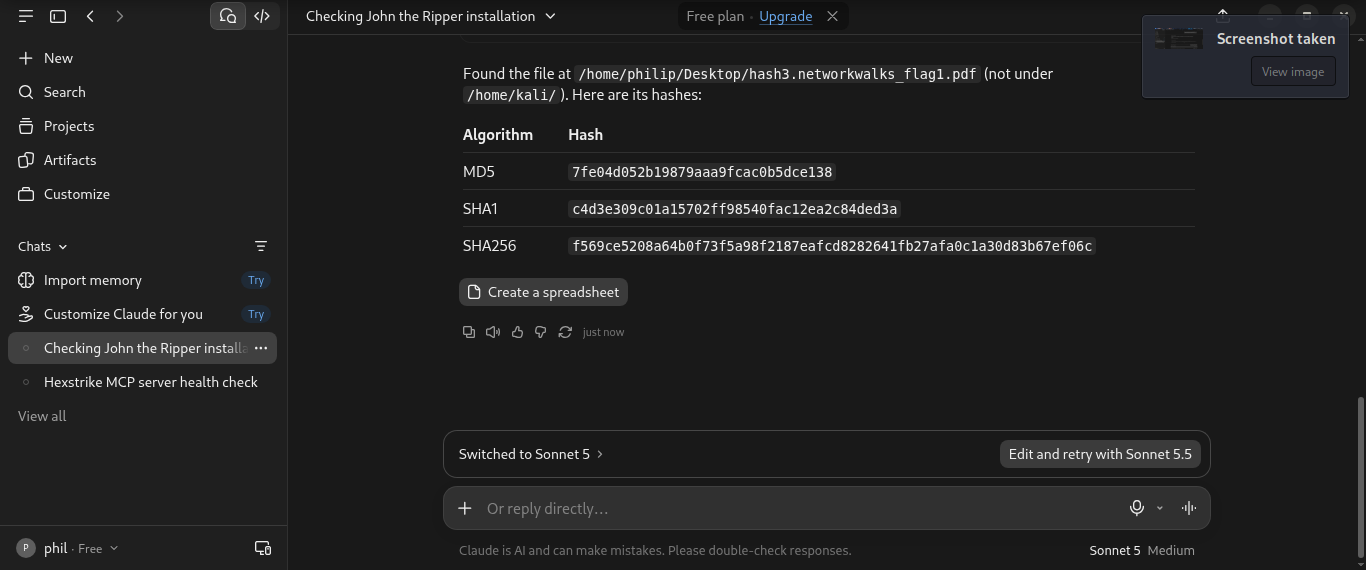 Checking John the Ripper installation
Free plan · Upgrade
Screenshot taken
View image
New
Search
Projects
Artifacts
Customize
Chats
Import memory Try
Customize Claude for you Try
Checking John the Ripper installa
Hexstrike MCP server health check
View all
P phil · Free
Found the file at /home/philip/Desktop/hash3.networkwalks_flag1.pdf (not under
/home/kali/). Here are its hashes:
Algorithm Hash
MD5 7fe04d052b19879aaa9fcac0b5dce138
SHA1 c4d3e309c01a15702ff98540fac12ea2c84ded3a
SHA256 f569ce5208a64b0f73f5a98f2187eafcd8282641fb27afa0c1a30d83b67ef06c
Create a spreadsheet
just now
Switched to Sonnet 5
Edit and retry with Sonnet 5.5
Or reply directly…
Claude is AI and can make mistakes. Please double-check responses.
Sonnet 5 Medium